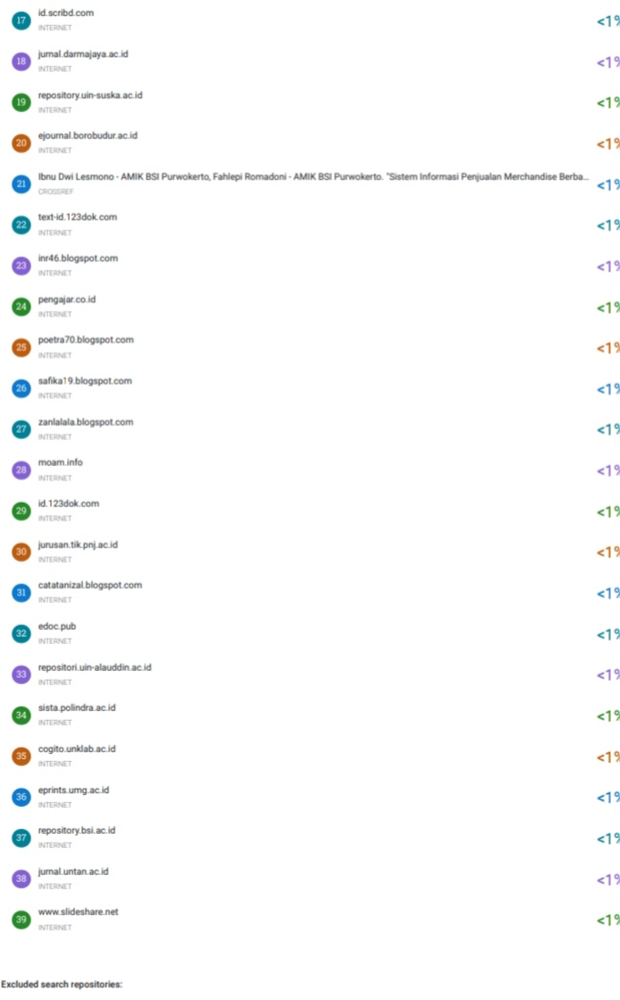 17 id.scribd.com <1%
INTERNET
18 jurnal.darmajaya.ac.id <1%
INTERNET
19 repository.uin-suska.ac.id <1%
INTERNET
20 ejournal.borobudur.ac.id <1%
INTERNET
21 Ibnu Dwi Lesmono - AMIK BSI Purwokerto, Fahlepi Romadoni - AMIK BSI Purwokerto. "Sistem Informasi Penjualan Merchandise Berba... <1%
CROSSREF
22 text-id.123dok.com <1%
INTERNET
23 inr46.blogspot.com <1%
INTERNET
24 pengajar.co.id <1%
INTERNET
25 poetra70.blogspot.com <1%
INTERNET
26 safika19.blogspot.com <1%
INTERNET
27 zanlalala.blogspot.com <1%
INTERNET
28 moam.info <1%
INTERNET
29 id.123dok.com <1%
INTERNET
30 jurusan.tik.pnj.ac.id <1%
INTERNET
31 catatanizal.blogspot.com <1%
INTERNET
32 edoc.pub <1%
INTERNET
33 repositori.uin-alauddin.ac.id <1%
INTERNET
34 sista.polindra.ac.id <1%
INTERNET
35 cogito.unklab.ac.id <1%
INTERNET
36 eprints.umg.ac.id <1%
INTERNET
37 repository.bsi.ac.id <1%
INTERNET
38 jurnal.untan.ac.id <1%
INTERNET
39 www.slideshare.net <1%
INTERNET
Excluded search repositories: